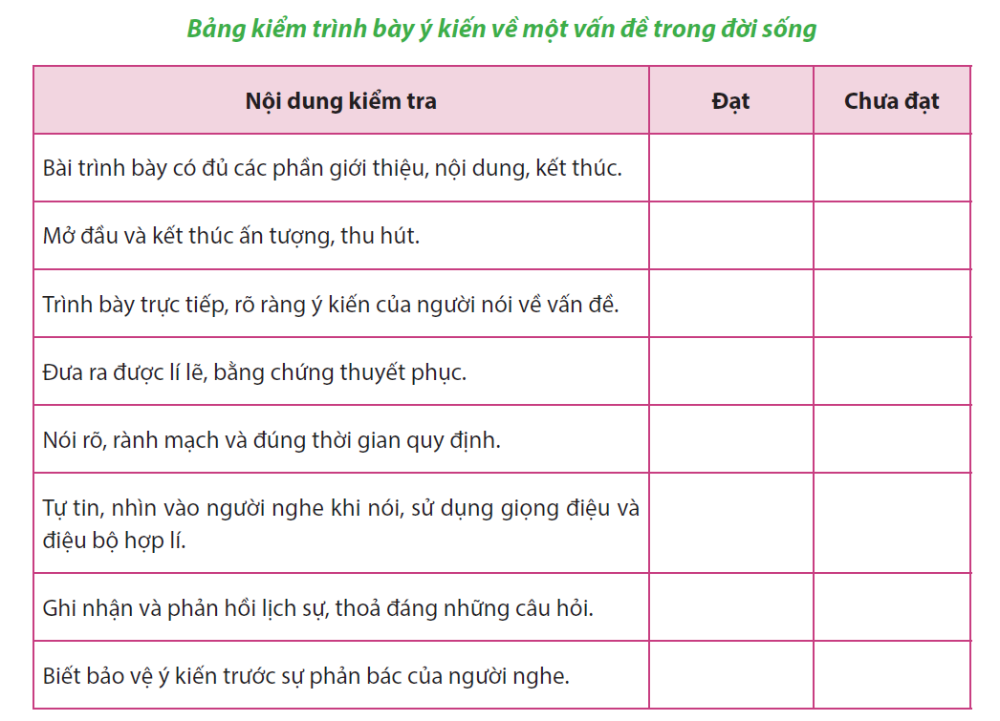 Bảng kiểm trình bày ý kiến về một vấn đề trong đời sống
Nội dung kiểm tra
Đạt
Chưa đạt
Bài trình bày có đủ các phần giới thiệu, nội dung, kết thúc.
Mở đầu và kết thúc ấn tượng, thu hút.
Trình bày trực tiếp, rõ ràng ý kiến của người nói về vấn đề.
Đưa ra được lí lẽ, bằng chứng thuyết phục.
Nói rõ, rành mạch và đúng thời gian quy định.
Tự tin, nhìn vào người nghe khi nói, sử dụng giọng điệu và
điệu bộ hợp lí.
Ghi nhận và phản hồi lịch sự, thoả đáng những câu hỏi.
Biết bảo vệ ý kiến trước sự phản bác của người nghe.